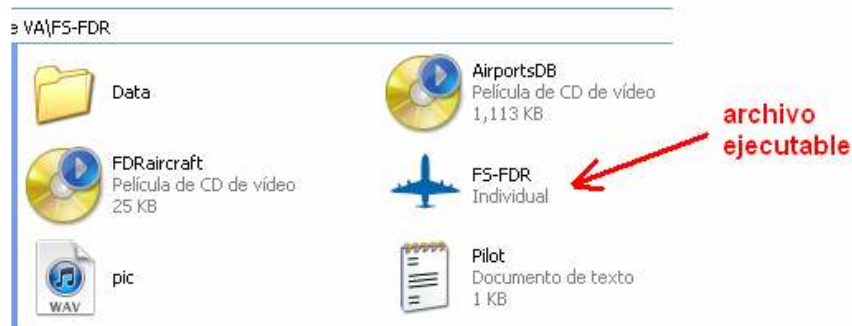 e VA\FS-FDR
Data
AirportsDB
Película de CD de vídeo
1,113 KB
archivo
ejecutable
FDRaircraft
Película de CD de vídeo
25 KB
FS-FDR
Individual
pic
WAV
Pilot
Documento de texto
1 KB